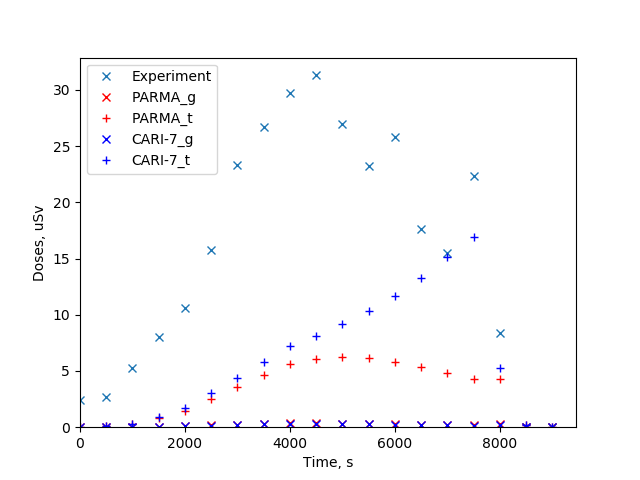 Experiment
PARMA_g
PARMA_t
CARI-7_g
CARI-7_t
30
25
20
15
10
5
0
Doses, uSv
0 2000 4000 6000 8000
Time, s